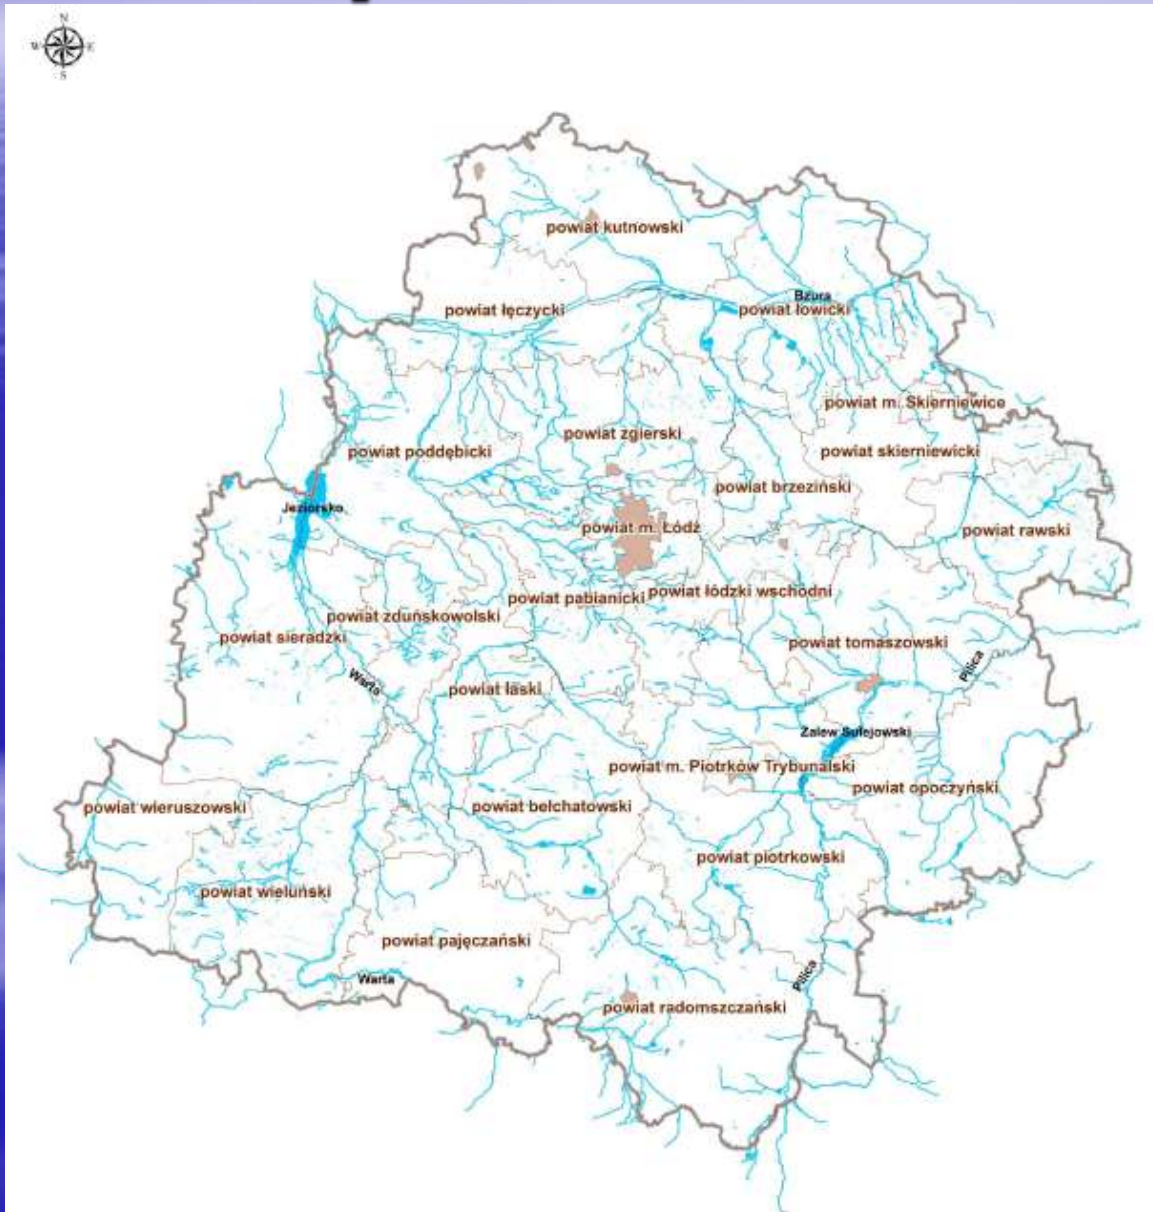 N
W E
S
powiat kutnowski
Bzura
powiat łęczycki
powiat łowicki
powiat m. Skierniewice
powiat zgierski
powiat poddębicki
powiat skierniewicki
powiat brzeziński
Jeziorsko
powiat m. Łódź
powiat rawski
powiat pabianicki
powiat łódzki wschodni
powiat zduńskowolski
powiat sieradzki
powiat tomaszowski
Pilica
Warta
powiat łaski
Zalew Sulejowski
powiat m. Piotrków Trybunalski
powiat opoczyński
powiat wieruszowski
powiat bełchatowski
powiat piotrkowski
powiat wieluński
powiat pajęczański
Warta
Pilica
powiat radomszczański